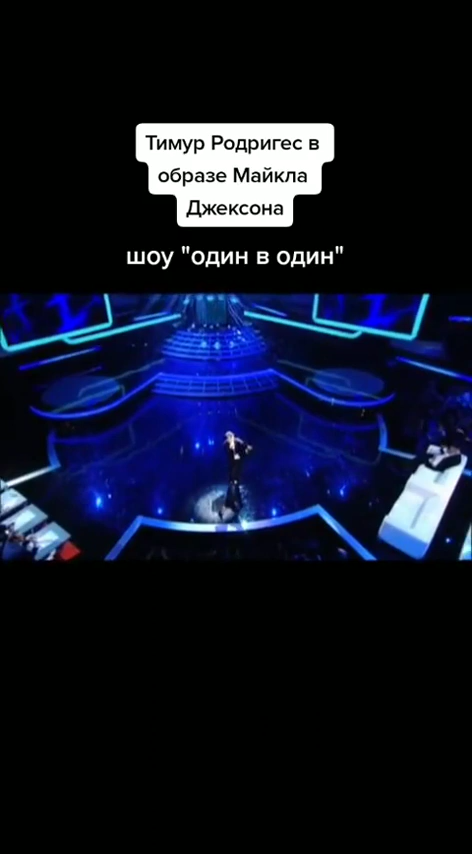 Тимур Родригес в
образе Майкла
Джексона
шоу "один в один"